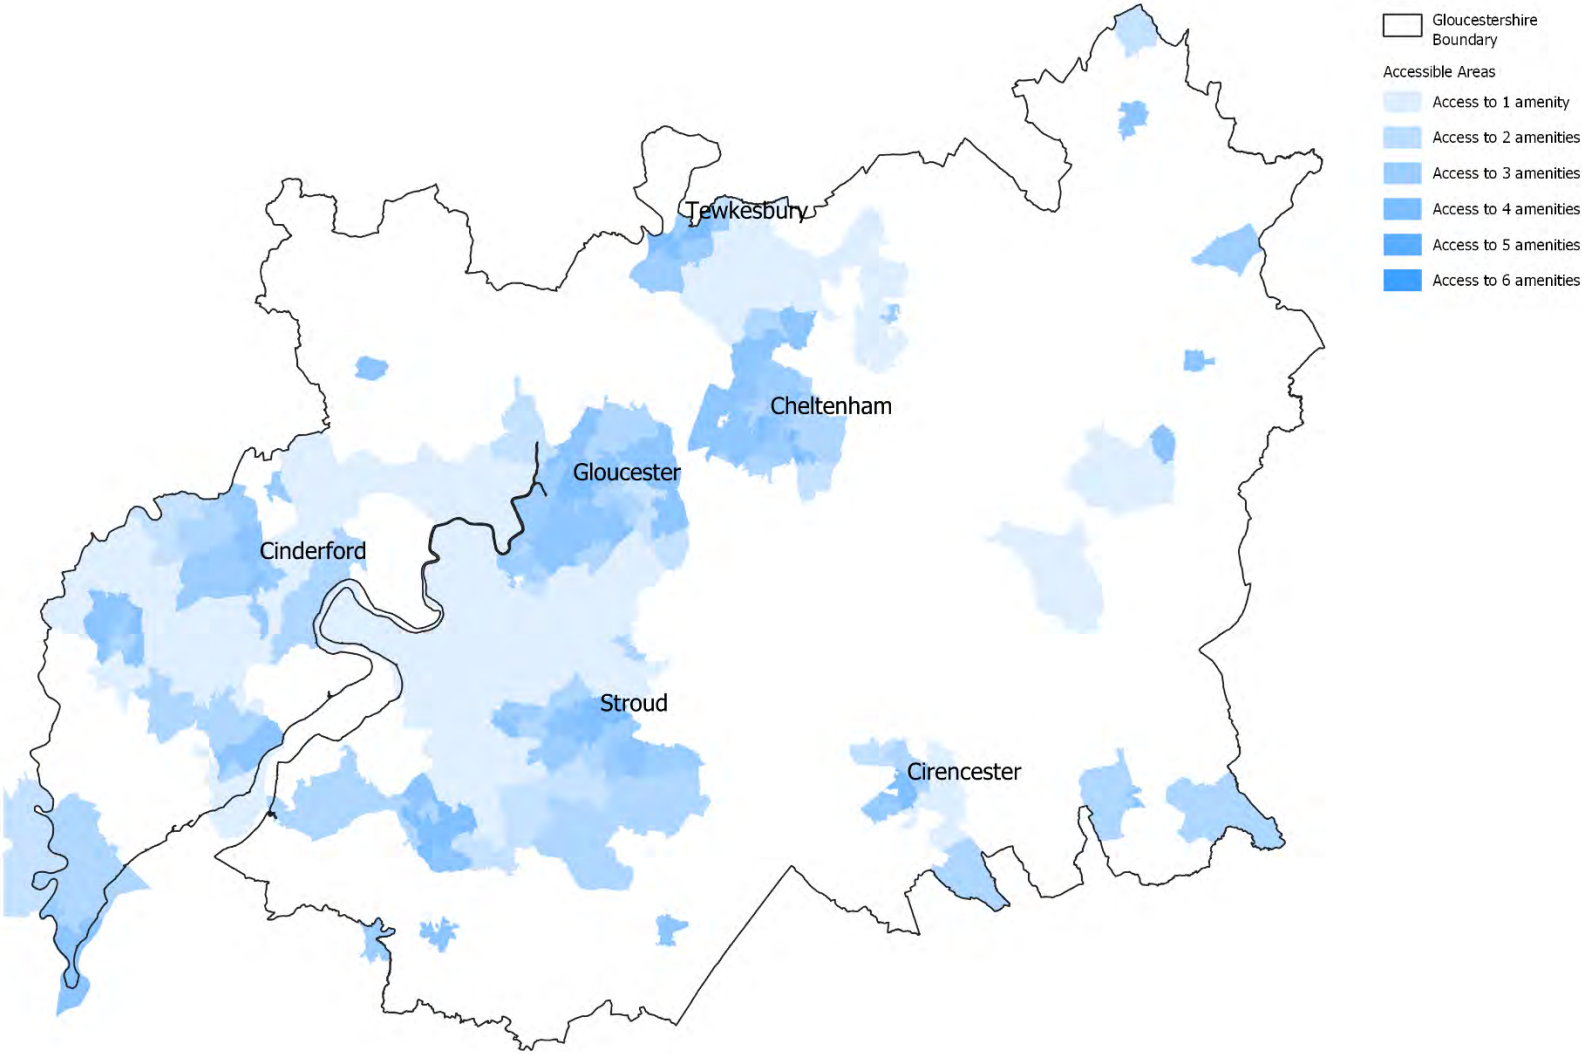 Gloucestershire
Boundary
Accessible Areas
Access to 1 amenity
Access to 2 amenities
Access to 3 amenities
Access to 4 amenities
Access to 5 amenities
Access to 6 amenities
Tewkesbury
Cheltenham
Gloucester
Cinderford
Stroud
Cirencester